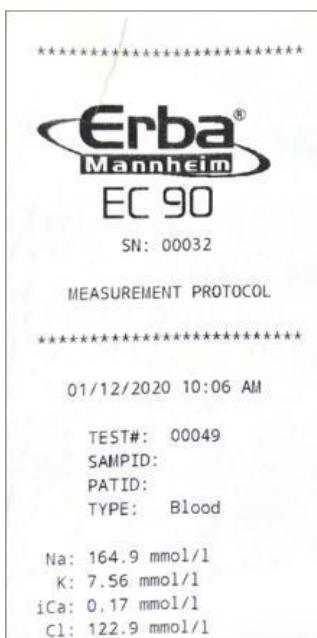 **************************
Erba®
Mannheim
EC 90
SN: 00032
MEASUREMENT PROTOCOL
**************************
01/12/2020 10:06 AM
TEST#: 00049
SAMPID:
PATID:
TYPE: Blood
Na: 164.9 mmol/l
K: 7.56 mmol/l
iCa: 0.17 mmol/l
Cl: 122.9 mmol/l